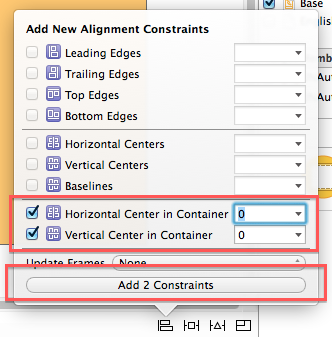 Base
Add New Alignment Constraints
Leading Edges
Trailing Edges
Top Edges
Bottom Edges
Horizontal Centers
Vertical Centers
Baselines
Horizontal Center in Container 0
Vertical Center in Container 0
Update Frames None
Add 2 Constraints